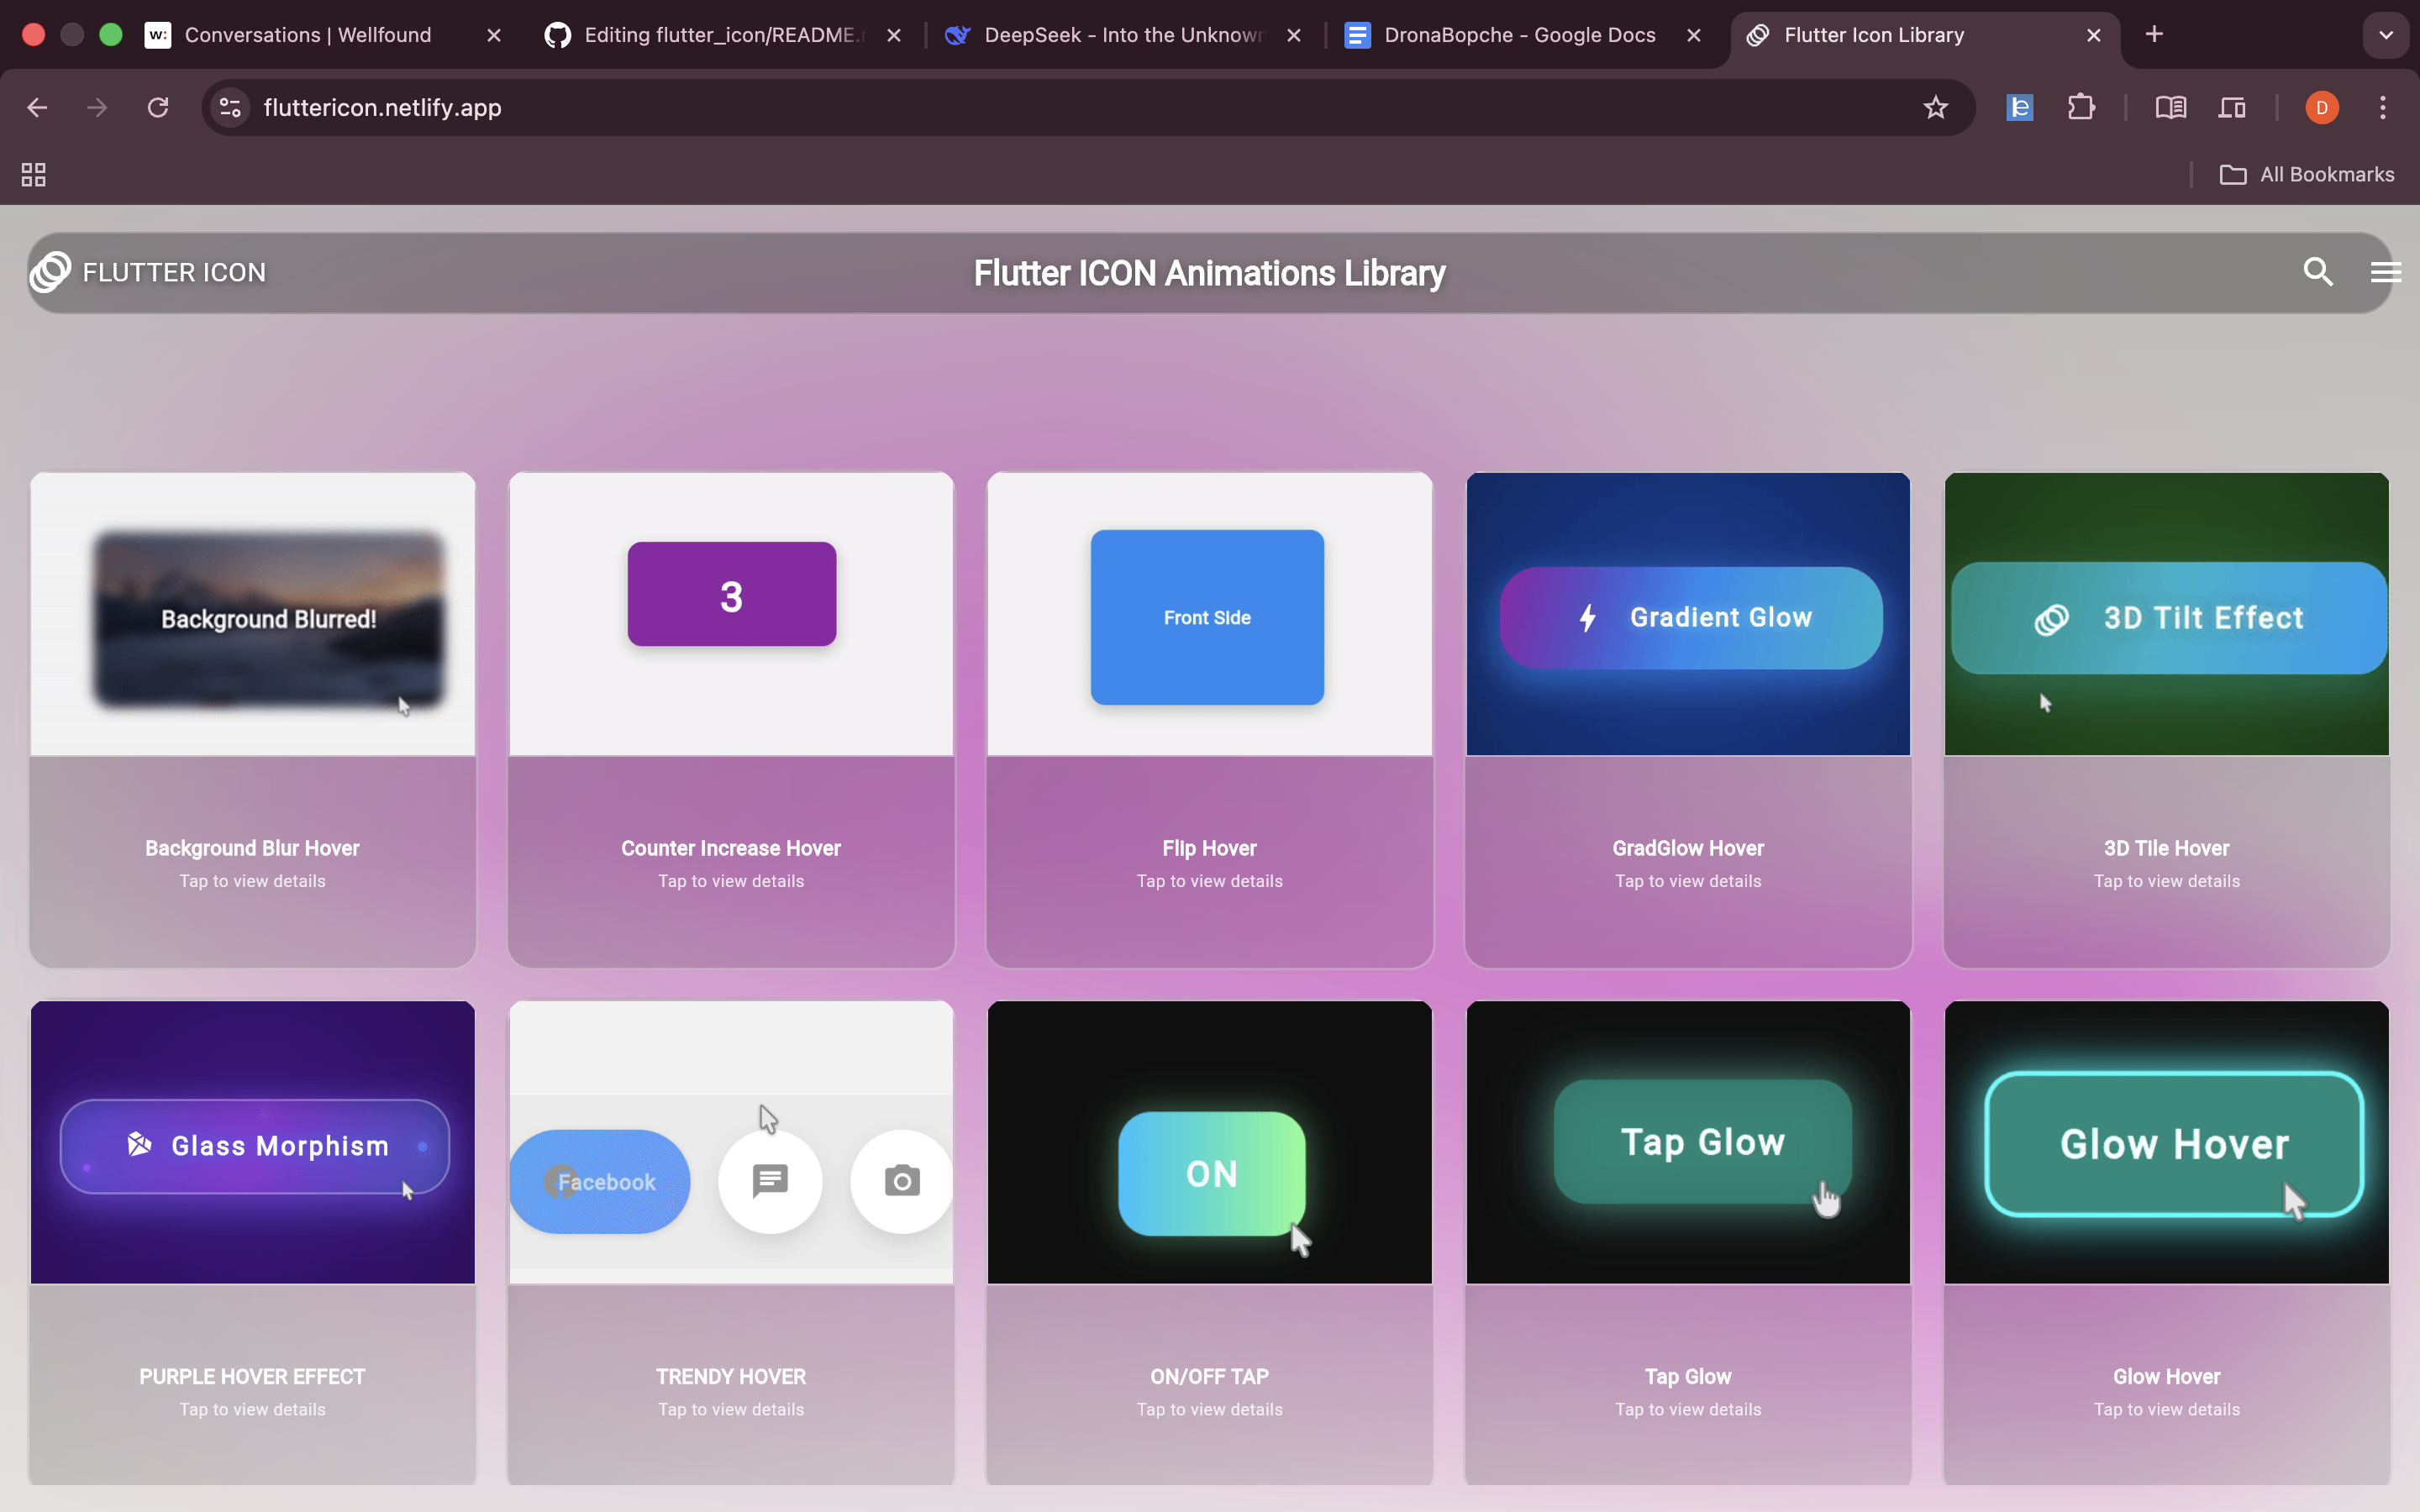 Conversations | Wellfound
Editing flutter_icon/README.
DeepSeek - Into the Unknown
DronaBopche - Google Docs
Flutter Icon Library
fluttericon.netlify.app
D
All Bookmarks
FLUTTER ICON
Flutter ICON Animations Library
Background Blurred!
3
Front Side
Gradient Glow
3D Tilt Effect
Background Blur Hover
Counter Increase Hover
Flip Hover
GradGlow Hover
3D Tile Hover
Tap to view details
Tap to view details
Tap to view details
Tap to view details
Tap to view details
Glass Morphism
Facebook
ON
Tap Glow
Glow Hover
PURPLE HOVER EFFECT
TRENDY HOVER
ON/OFF TAP
Tap Glow
Glow Hover
Tap to view details
Tap to view details
Tap to view details
Tap to view details
Tap to view details